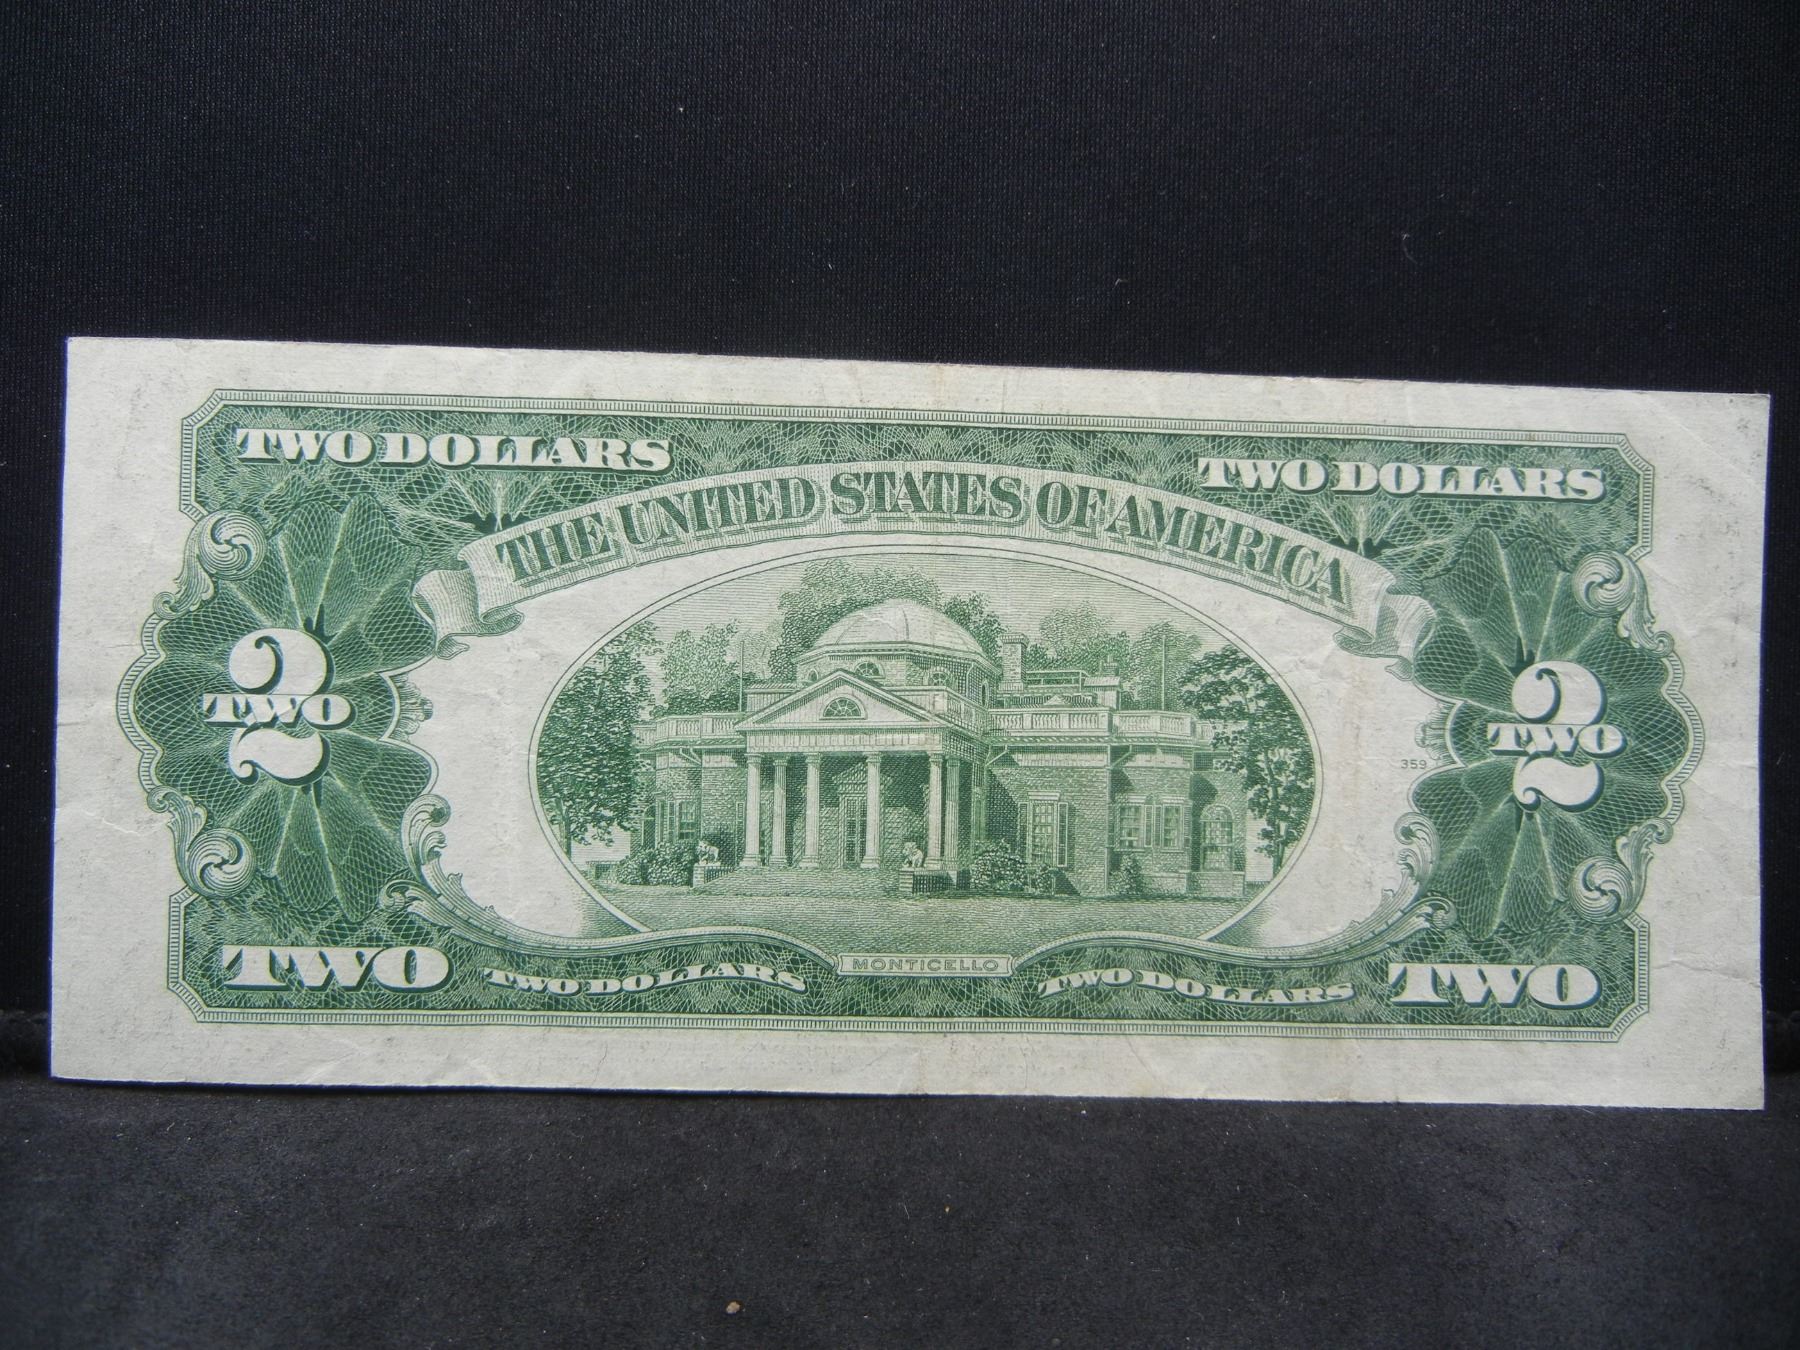 TWO DOLLARS
TWO DOLLARS
THE UNITED STATES OF AMERICA
2
TWO
2
TWO
359
MONTICELLO
TWO
TWO DOLLARS
TWO DOLLARS
TWO